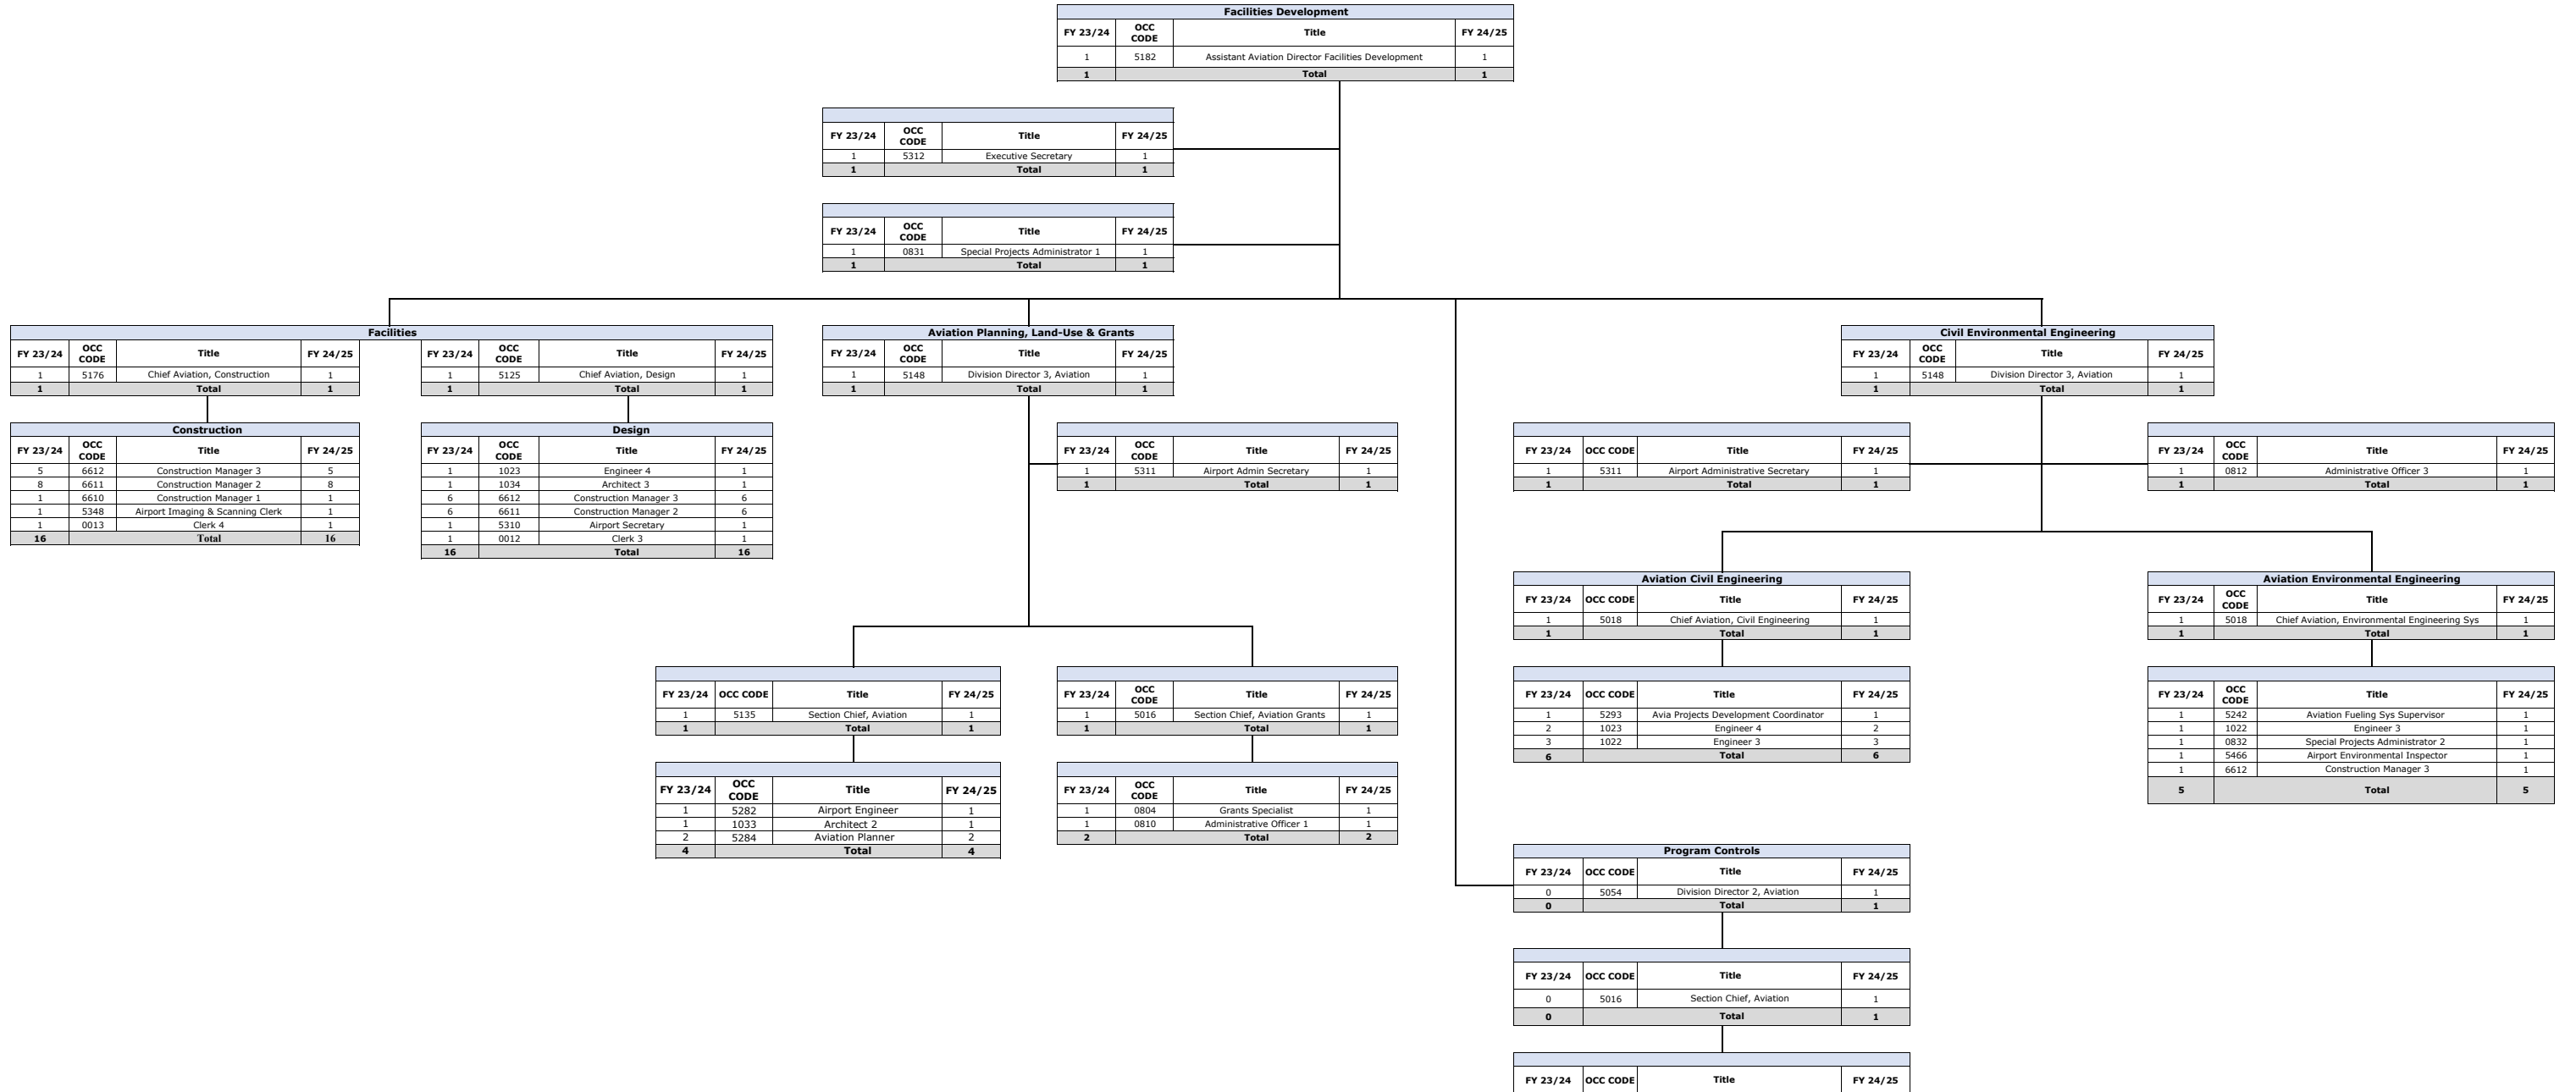 Facilities Development
FY 23/24 OCC CODE Title FY 24/25
1 5182 Assistant Aviation Director Facilities Development 1
1 Total 1
FY 23/24 OCC CODE Title FY 24/25
1 5312 Executive Secretary 1
1 Total 1
FY 23/24 OCC CODE Title FY 24/25
1 0831 Special Projects Administrator 1 1
1 Total 1
Facilities
FY 23/24 OCC CODE Title FY 24/25
1 5176 Chief Aviation, Construction 1
1 Total 1
FY 23/24 OCC CODE Title FY 24/25
1 5125 Chief Aviation, Design 1
1 Total 1
Construction
FY 23/24 OCC CODE Title FY 24/25
5 6612 Construction Manager 3 5
8 6611 Construction Manager 2 8
1 6610 Construction Manager 1 1
1 5348 Airport Imaging & Scanning Clerk 1
1 0013 Clerk 4 1
16 Total 16
Design
FY 23/24 OCC CODE Title FY 24/25
1 1023 Engineer 4 1
1 1034 Architect 3 1
6 6612 Construction Manager 3 6
6 6611 Construction Manager 2 6
1 5310 Airport Secretary 1
1 0012 Clerk 3 1
16 Total 16
Aviation Planning, Land-Use & Grants
FY 23/24 OCC CODE Title FY 24/25
1 5148 Division Director 3, Aviation 1
1 Total 1
FY 23/24 OCC CODE Title FY 24/25
1 5311 Airport Admin Secretary 1
1 Total 1
FY 23/24 OCC CODE Title FY 24/25
1 5135 Section Chief, Aviation 1
1 Total 1
FY 23/24 OCC CODE Title FY 24/25
1 5282 Airport Engineer 1
1 1033 Architect 2 1
2 5284 Aviation Planner 2
4 Total 4
FY 23/24 OCC CODE Title FY 24/25
1 5016 Section Chief, Aviation Grants 1
1 Total 1
FY 23/24 OCC CODE Title FY 24/25
1 0804 Grants Specialist 1
1 0810 Administrative Officer 1 1
2 Total 2
Civil Environmental Engineering
FY 23/24 OCC CODE Title FY 24/25
1 5148 Division Director 3, Aviation 1
1 Total 1
FY 23/24 OCC CODE Title FY 24/25
1 5311 Airport Administrative Secretary 1
1 Total 1
FY 23/24 OCC CODE Title FY 24/25
1 0812 Administrative Officer 3 1
1 Total 1
Aviation Civil Engineering
FY 23/24 OCC CODE Title FY 24/25
1 5018 Chief Aviation, Civil Engineering 1
1 Total 1
FY 23/24 OCC CODE Title FY 24/25
1 5293 Avia Projects Development Coordinator 1
2 1023 Engineer 4 2
3 1022 Engineer 3 3
6 Total 6
Aviation Environmental Engineering
FY 23/24 OCC CODE Title FY 24/25
1 5018 Chief Aviation, Environmental Engineering Sys 1
1 Total 1
FY 23/24 OCC CODE Title FY 24/25
1 5242 Aviation Fueling Sys Supervisor 1
1 1022 Engineer 3 1
1 0832 Special Projects Administrator 2 1
1 5466 Airport Environmental Inspector 1
1 6612 Construction Manager 3 1
5 Total 5
Program Controls
FY 23/24 OCC CODE Title FY 24/25
0 5054 Division Director 2, Aviation 1
0 Total 1
FY 23/24 OCC CODE Title FY 24/25
0 5016 Section Chief, Aviation 1
0 Total 1
FY 23/24 OCC CODE Title FY 24/25